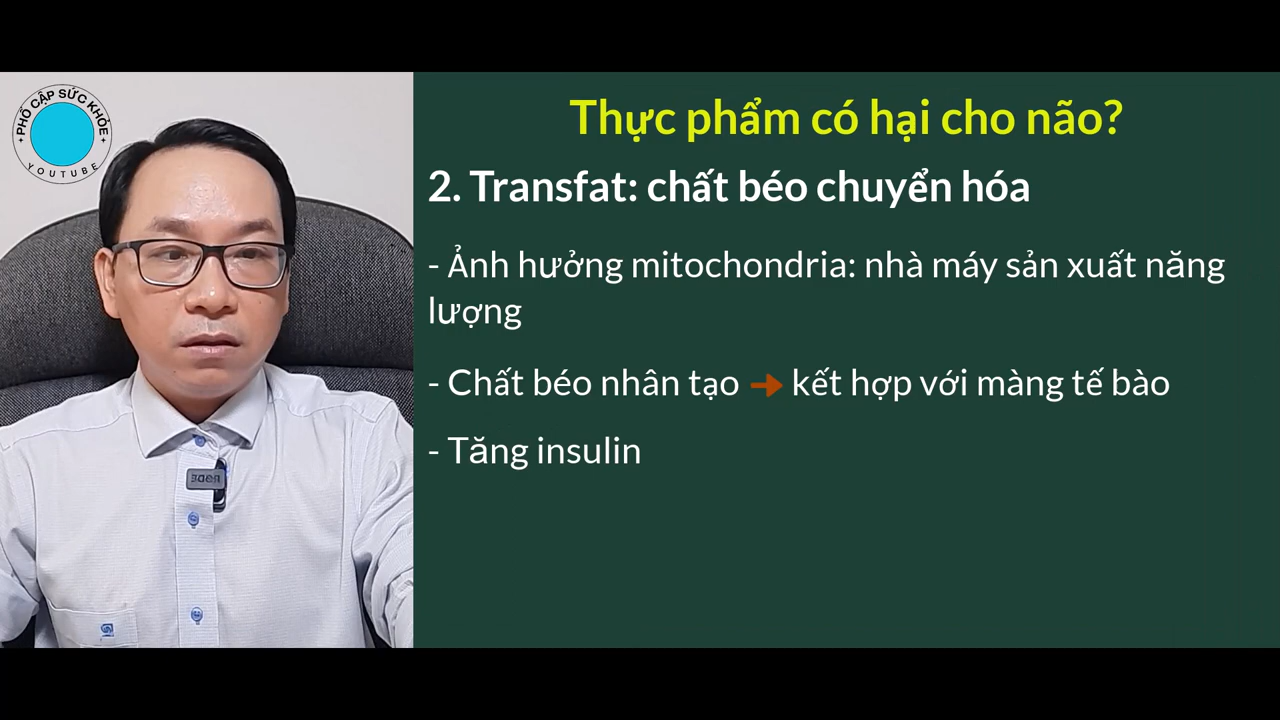 PHỔ CẬP SỨC KHỎE
YOUTUBE
Thực phẩm có hại cho não?
2. Transfat: chất béo chuyển hóa
- Ảnh hưởng mitochondria: nhà máy sản xuất năng
lượng
- Chất béo nhân tạo ➔ kết hợp với màng tế bào
- Tăng insulin
RODE